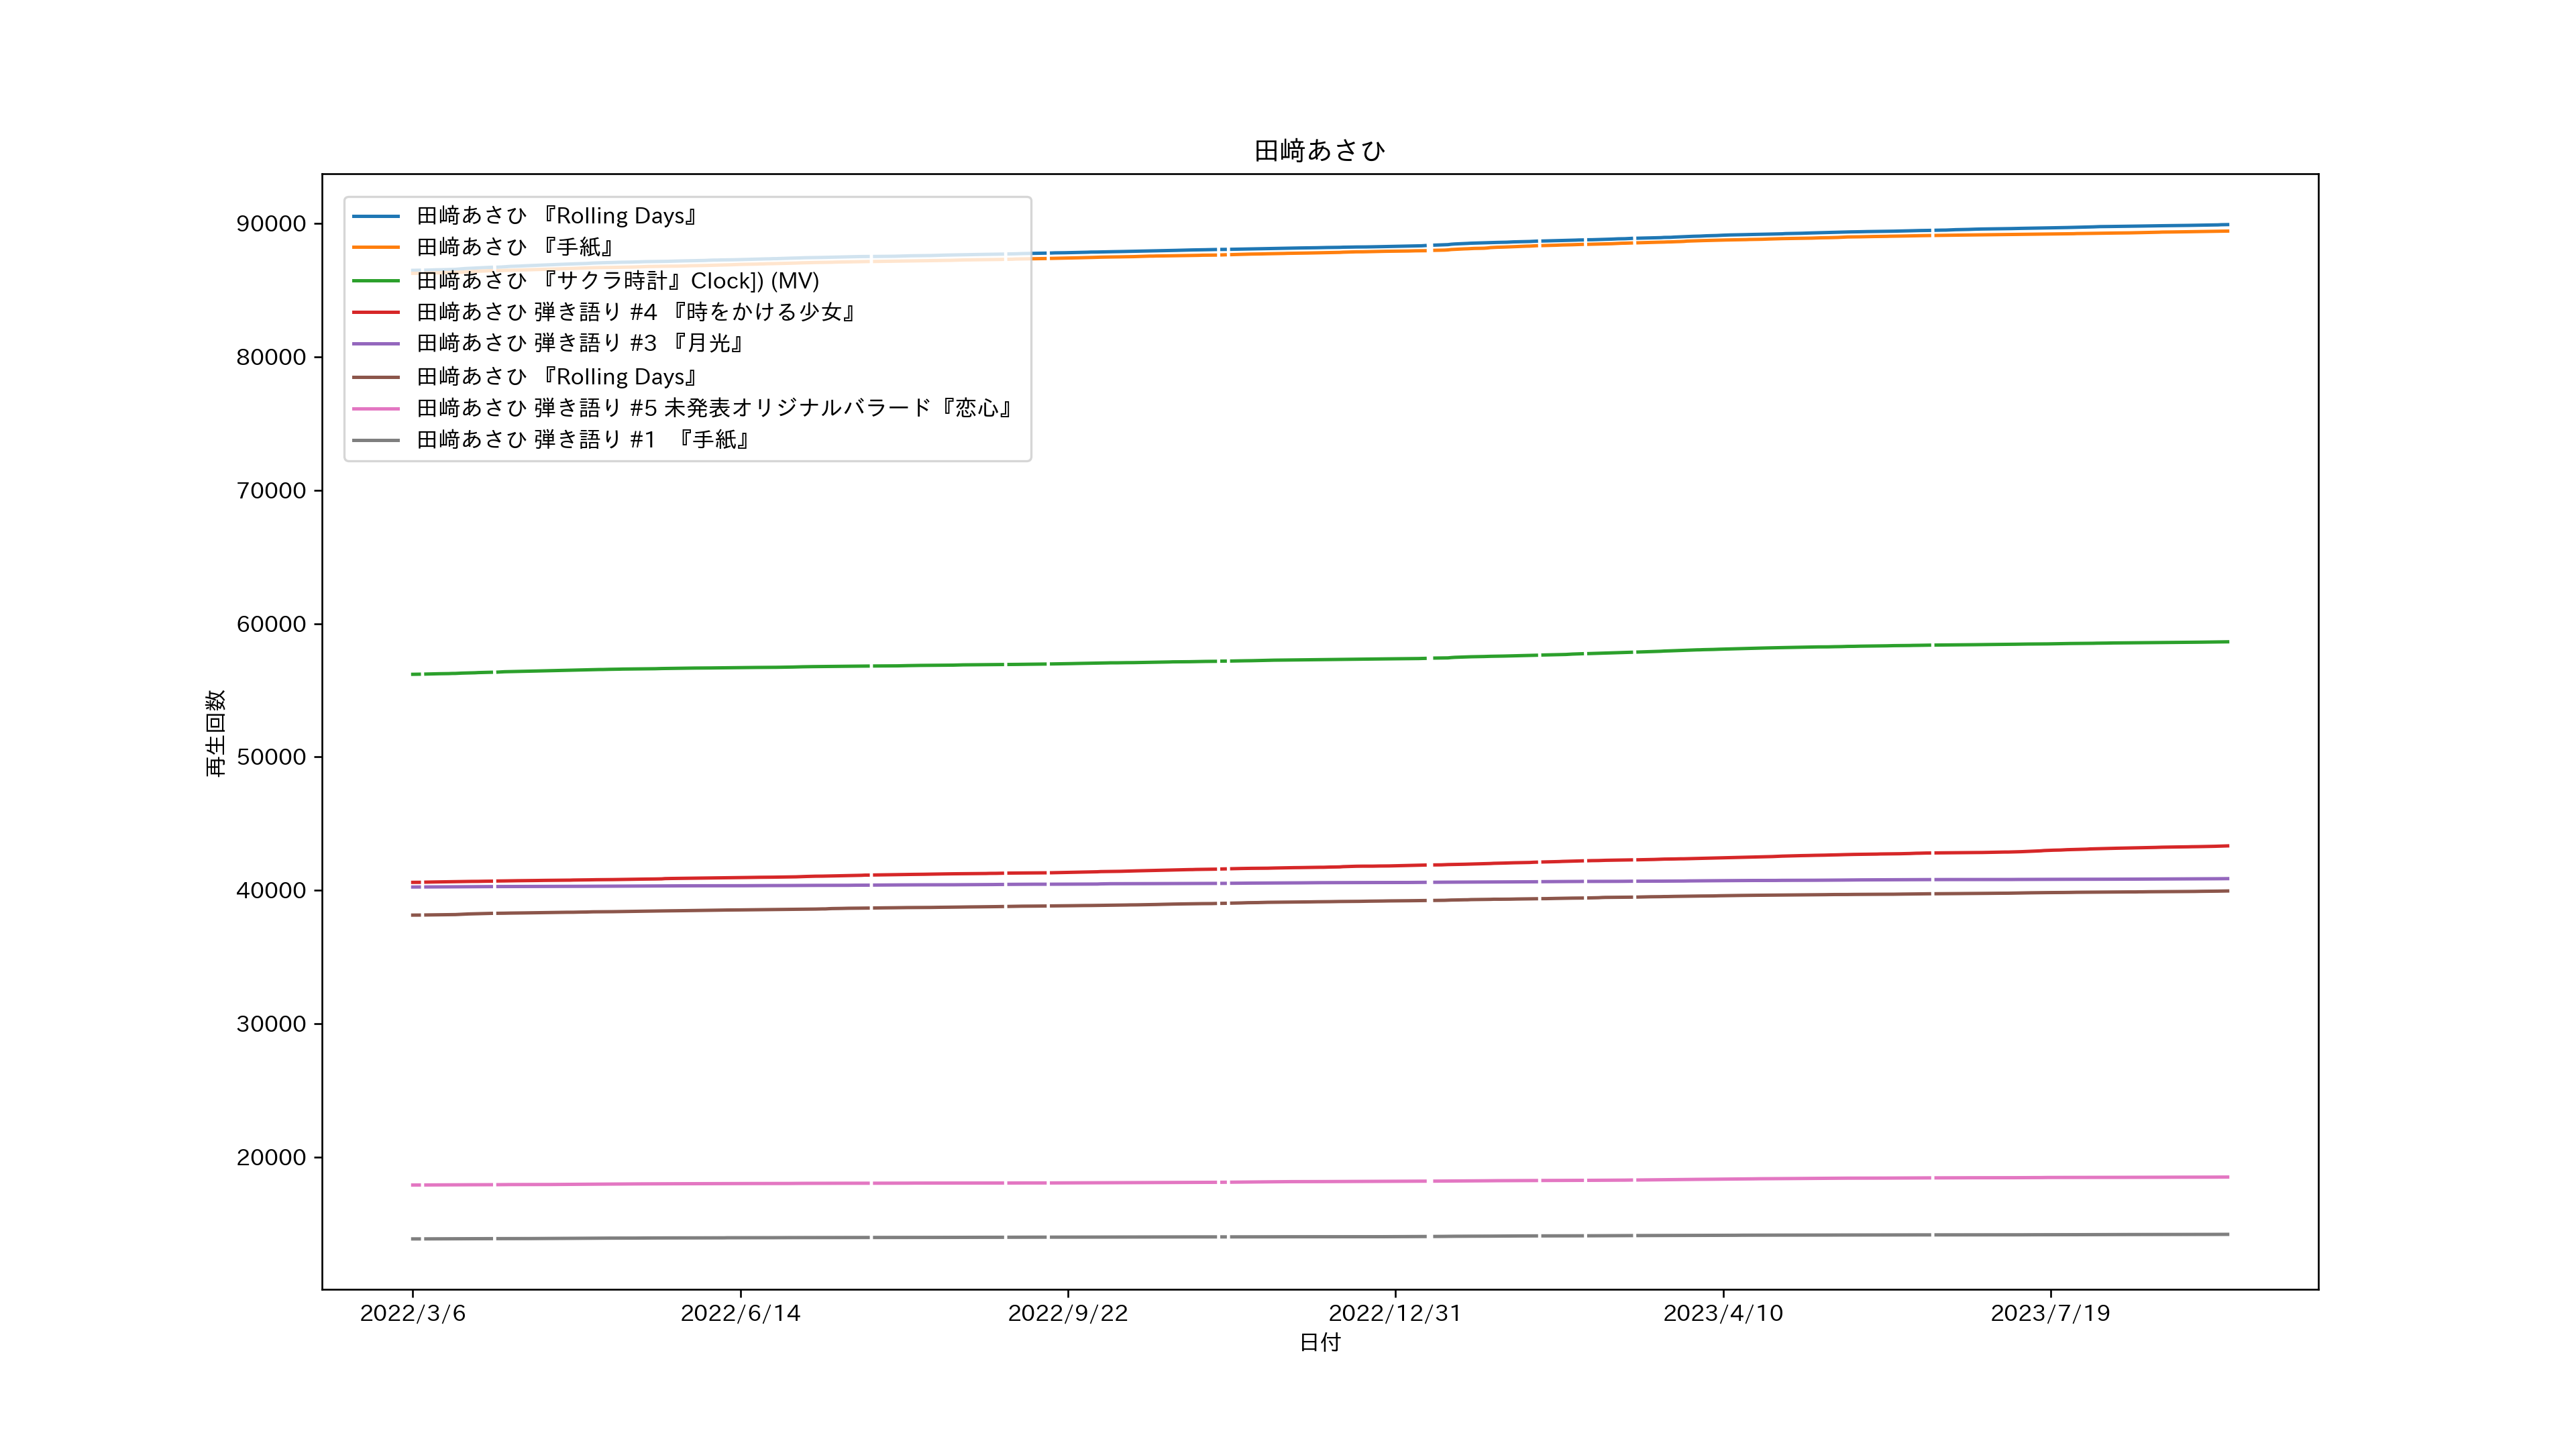 田﨑あさひ
田﨑あさひ 『Rolling Days』
田﨑あさひ 『手紙』
田﨑あさひ 『サクラ時計』Clock]) (MV)
田﨑あさひ 弾き語り #4 『時をかける少女』
田﨑あさひ 弾き語り #3 『月光』
田﨑あさひ 『Rolling Days』
田﨑あさひ 弾き語り #5 未発表オリジナルバラード『恋心』
田﨑あさひ 弾き語り #1 『手紙』
90000
80000
70000
60000
50000
40000
30000
20000
再生回数
2022/3/6
2022/6/14
2022/9/22
2022/12/31
2023/4/10
2023/7/19
日付